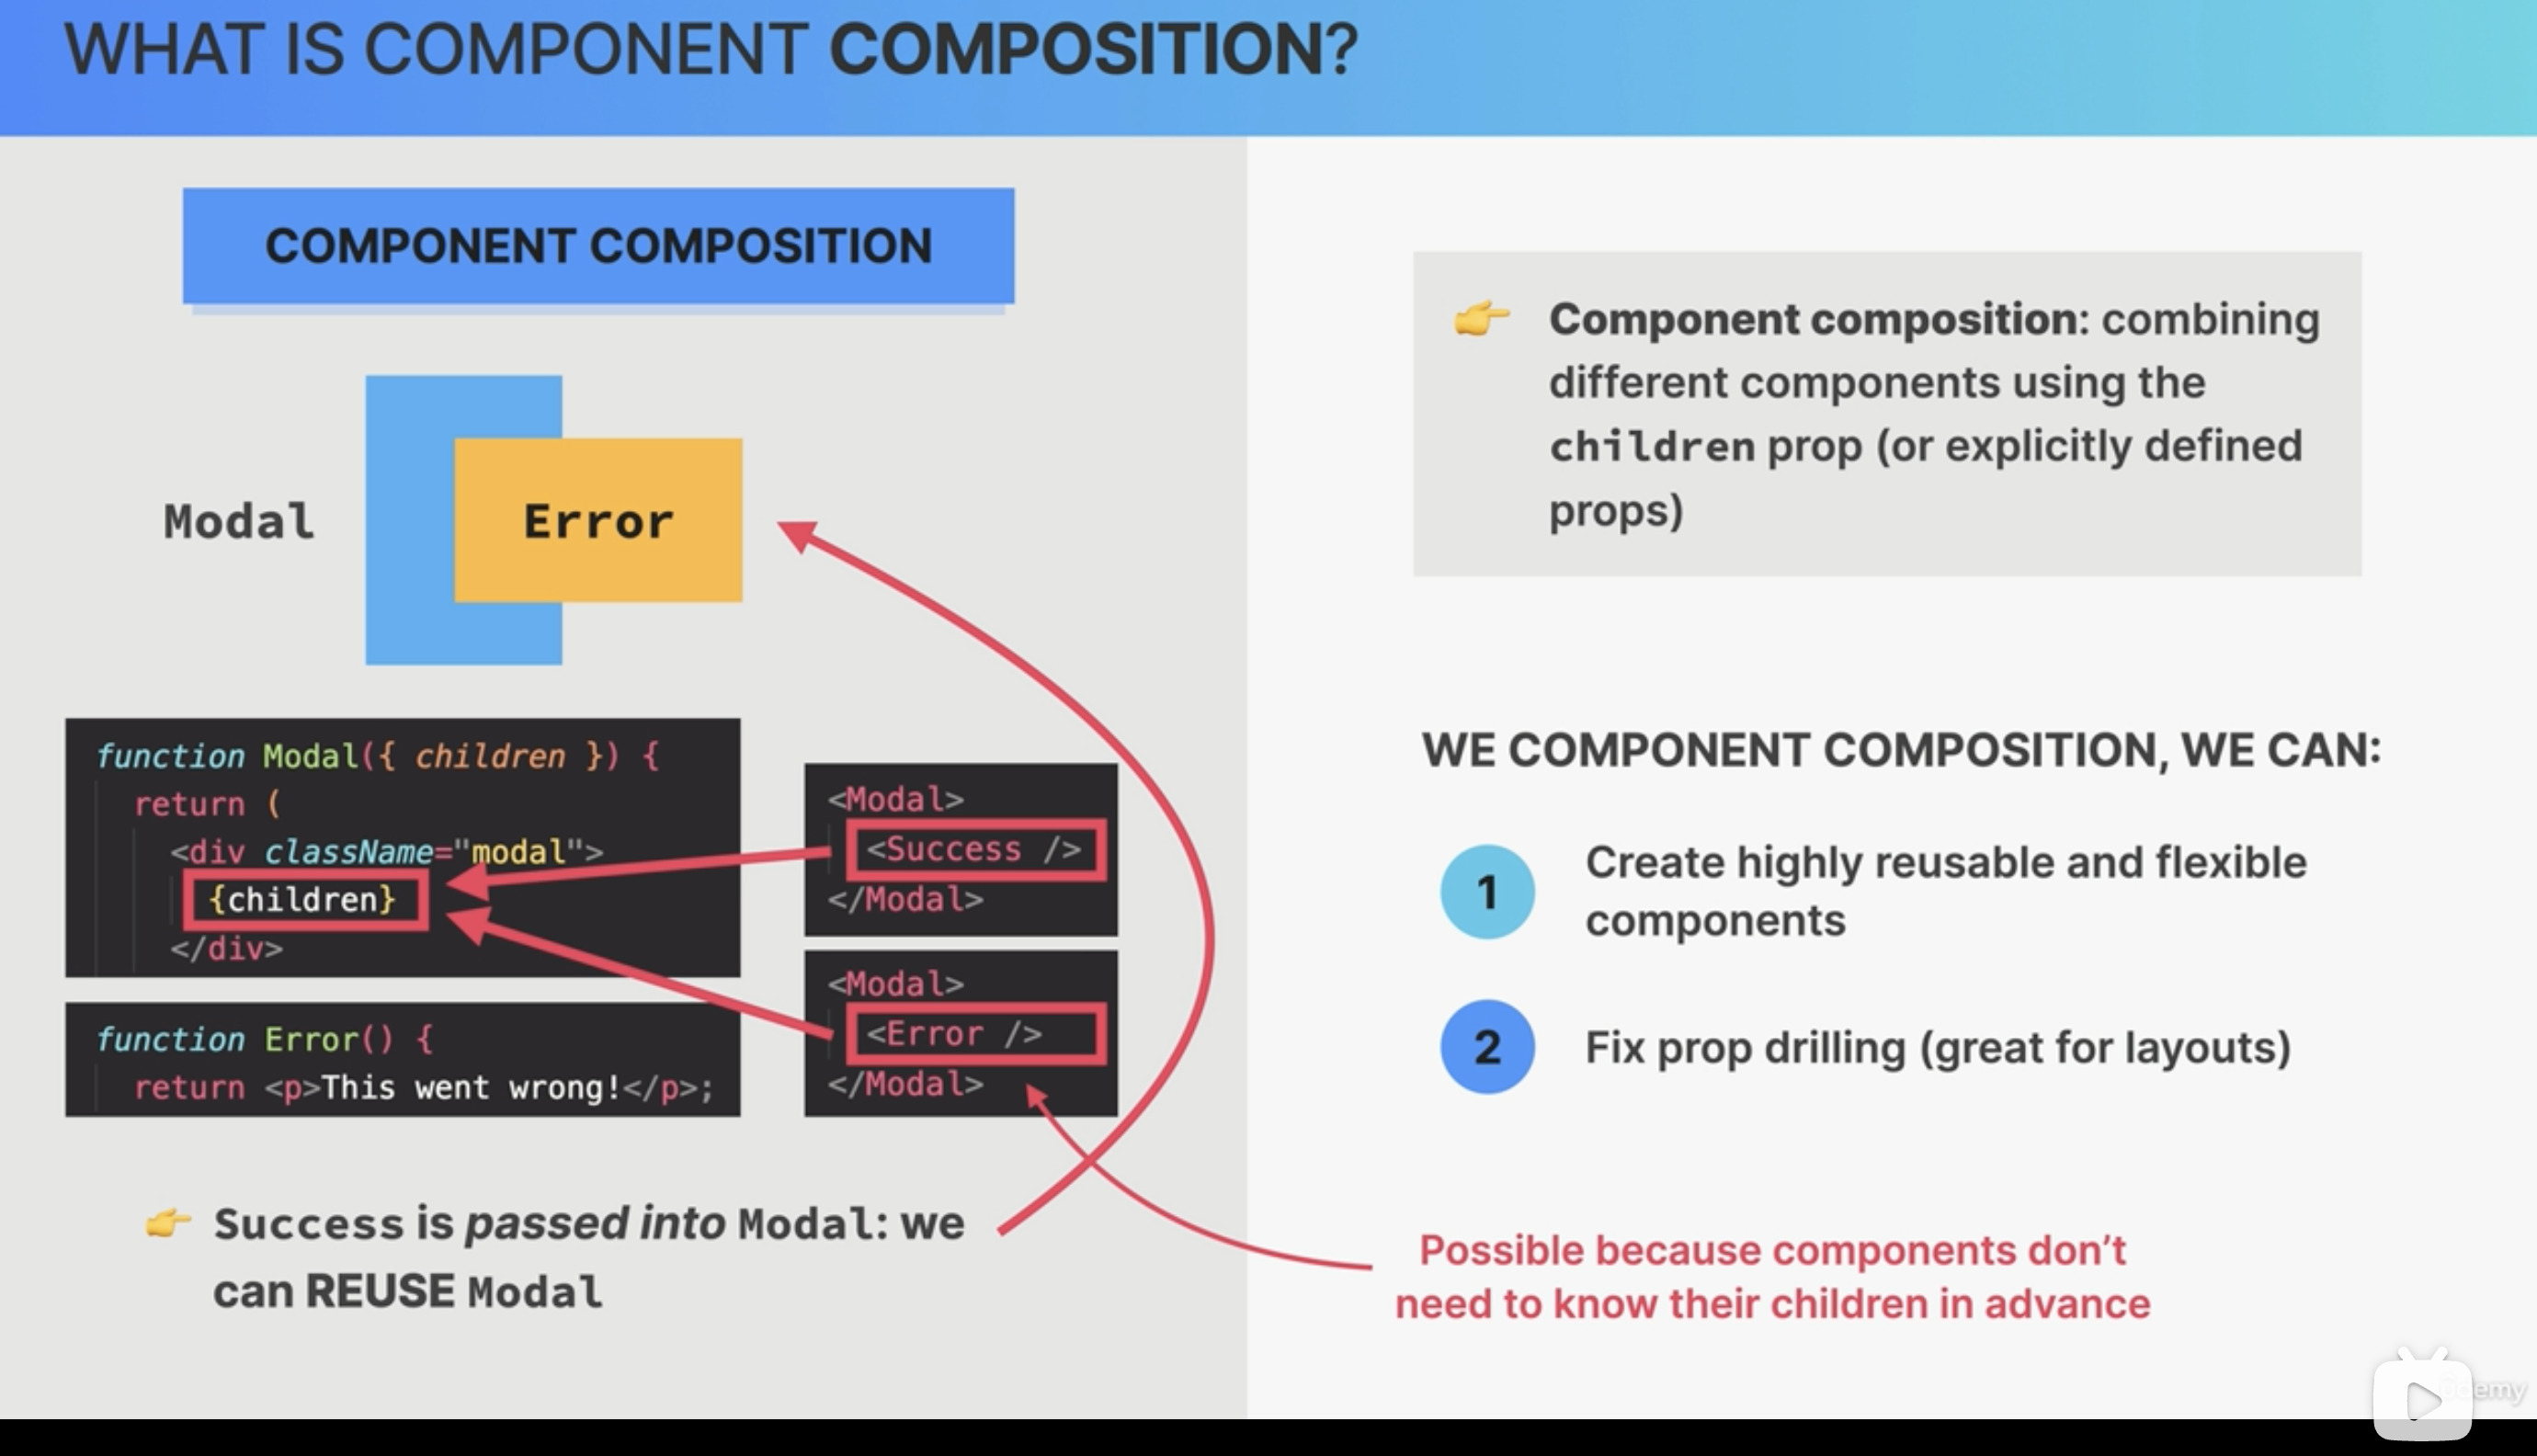 WHAT IS COMPONENT COMPOSITION?
COMPONENT COMPOSITION
Modal
Error
function Modal({ children }) {
return (
<div className="modal">
{children}
</div>
function Error() {
return <p>This went wrong!</p>;
<Modal>
<Success />
</Modal>
<Modal>
<Error />
</Modal>
👉 Success is passed into Modal: we
can REUSE Modal
👉 Component composition: combining
different components using the
children prop (or explicitly defined
props)
WE COMPONENT COMPOSITION, WE CAN:
1 Create highly reusable and flexible
components
2 Fix prop drilling (great for layouts)
Possible because components don’t
need to know their children in advance